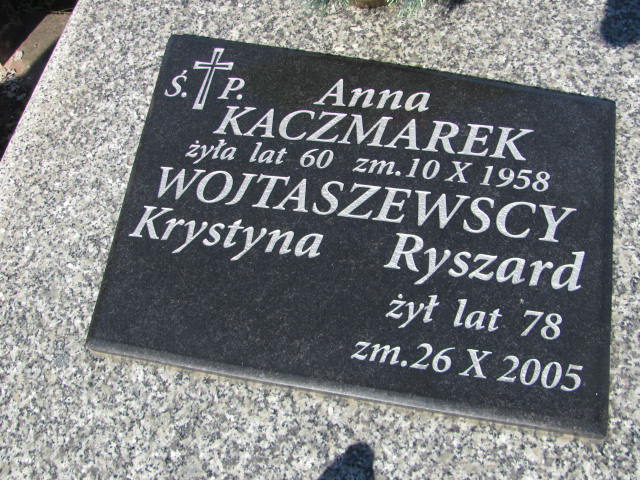 Ś. P. Anna
KACZMAREK
żyła lat 60 zm.10 X 1958
WOJTASZEWSCY
Krystyna Ryszard
żył lat 78
zm.26 X 2005